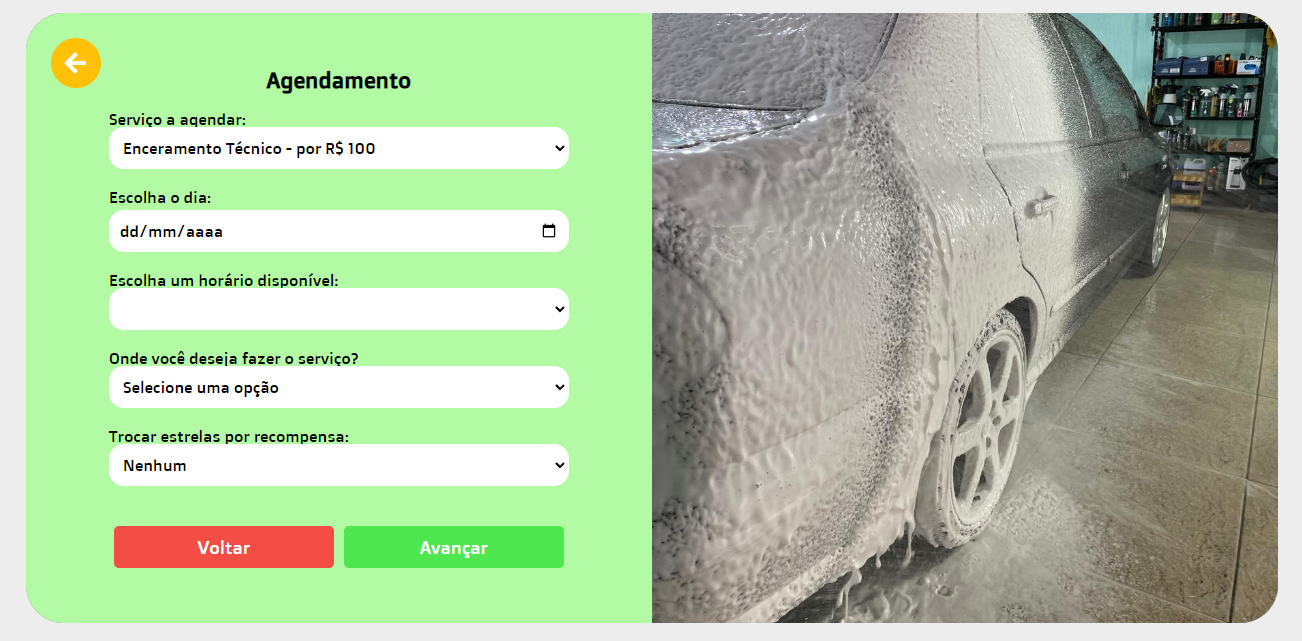 Agendamento
Serviço a agendar:
Enceramento Técnico - por R$ 100
Escolha o dia:
dd/mm/aaaa
Escolha um horário disponível:
Onde você deseja fazer o serviço?
Selecione uma opção
Trocar estrelas por recompensa:
Nenhum
Voltar
Avançar